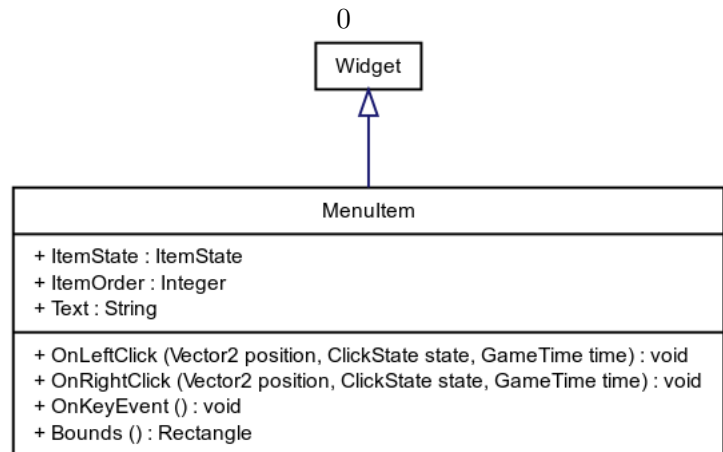 0
Widget
MenuItem
+ ItemState : ItemState
+ ItemOrder : Integer
+ Text : String
+ OnLeftClick (Vector2 position, ClickState state, GameTime time) : void
+ OnRightClick (Vector2 position, ClickState state, GameTime time) : void
+ OnKeyEvent () : void
+ Bounds () : Rectangle